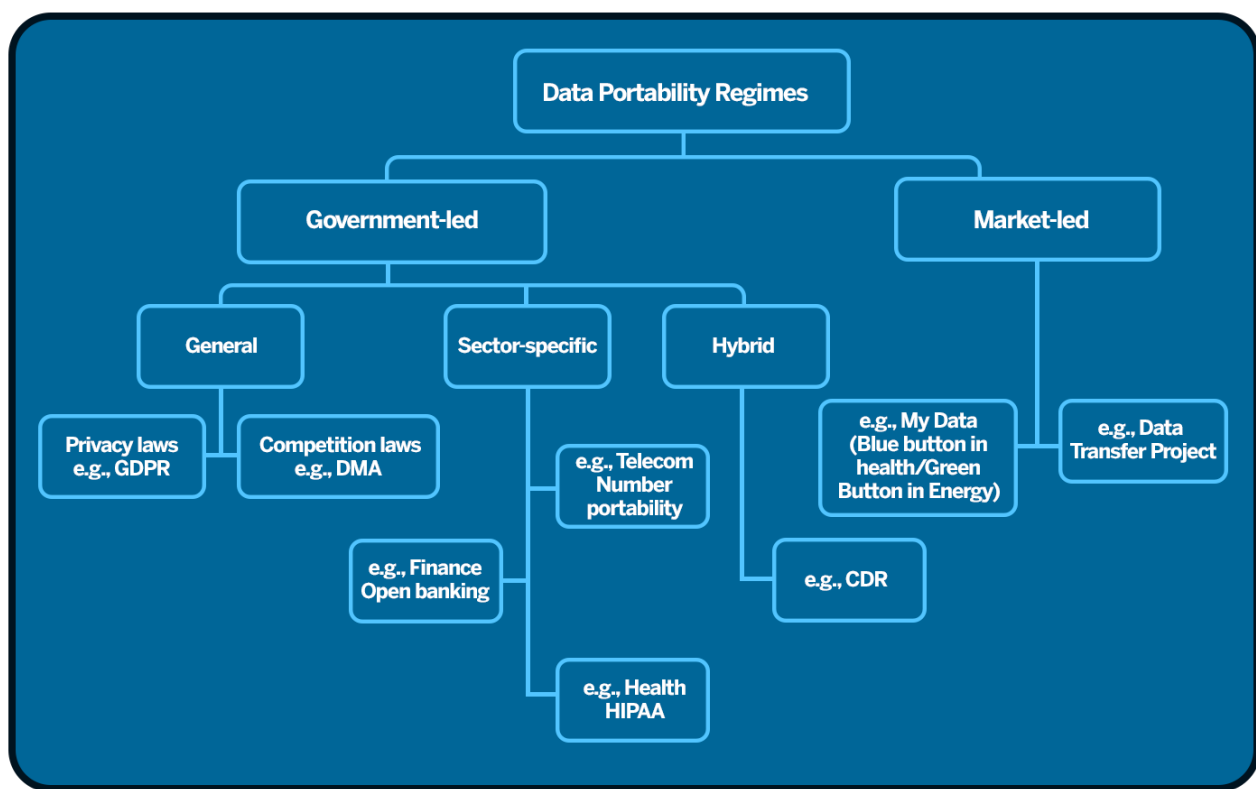 Data Portability Regimes
Government-led
Market-led
General
Sector-specific
Hybrid
Privacy laws
e.g., GDPR
Competition laws
e.g., DMA
e.g., Telecom
Number
portability
e.g., Finance
Open banking
e.g., Health
HIPAA
e.g., CDR
e.g., My Data
(Blue button in
health/Green
Button in Energy)
e.g., Data
Transfer Project